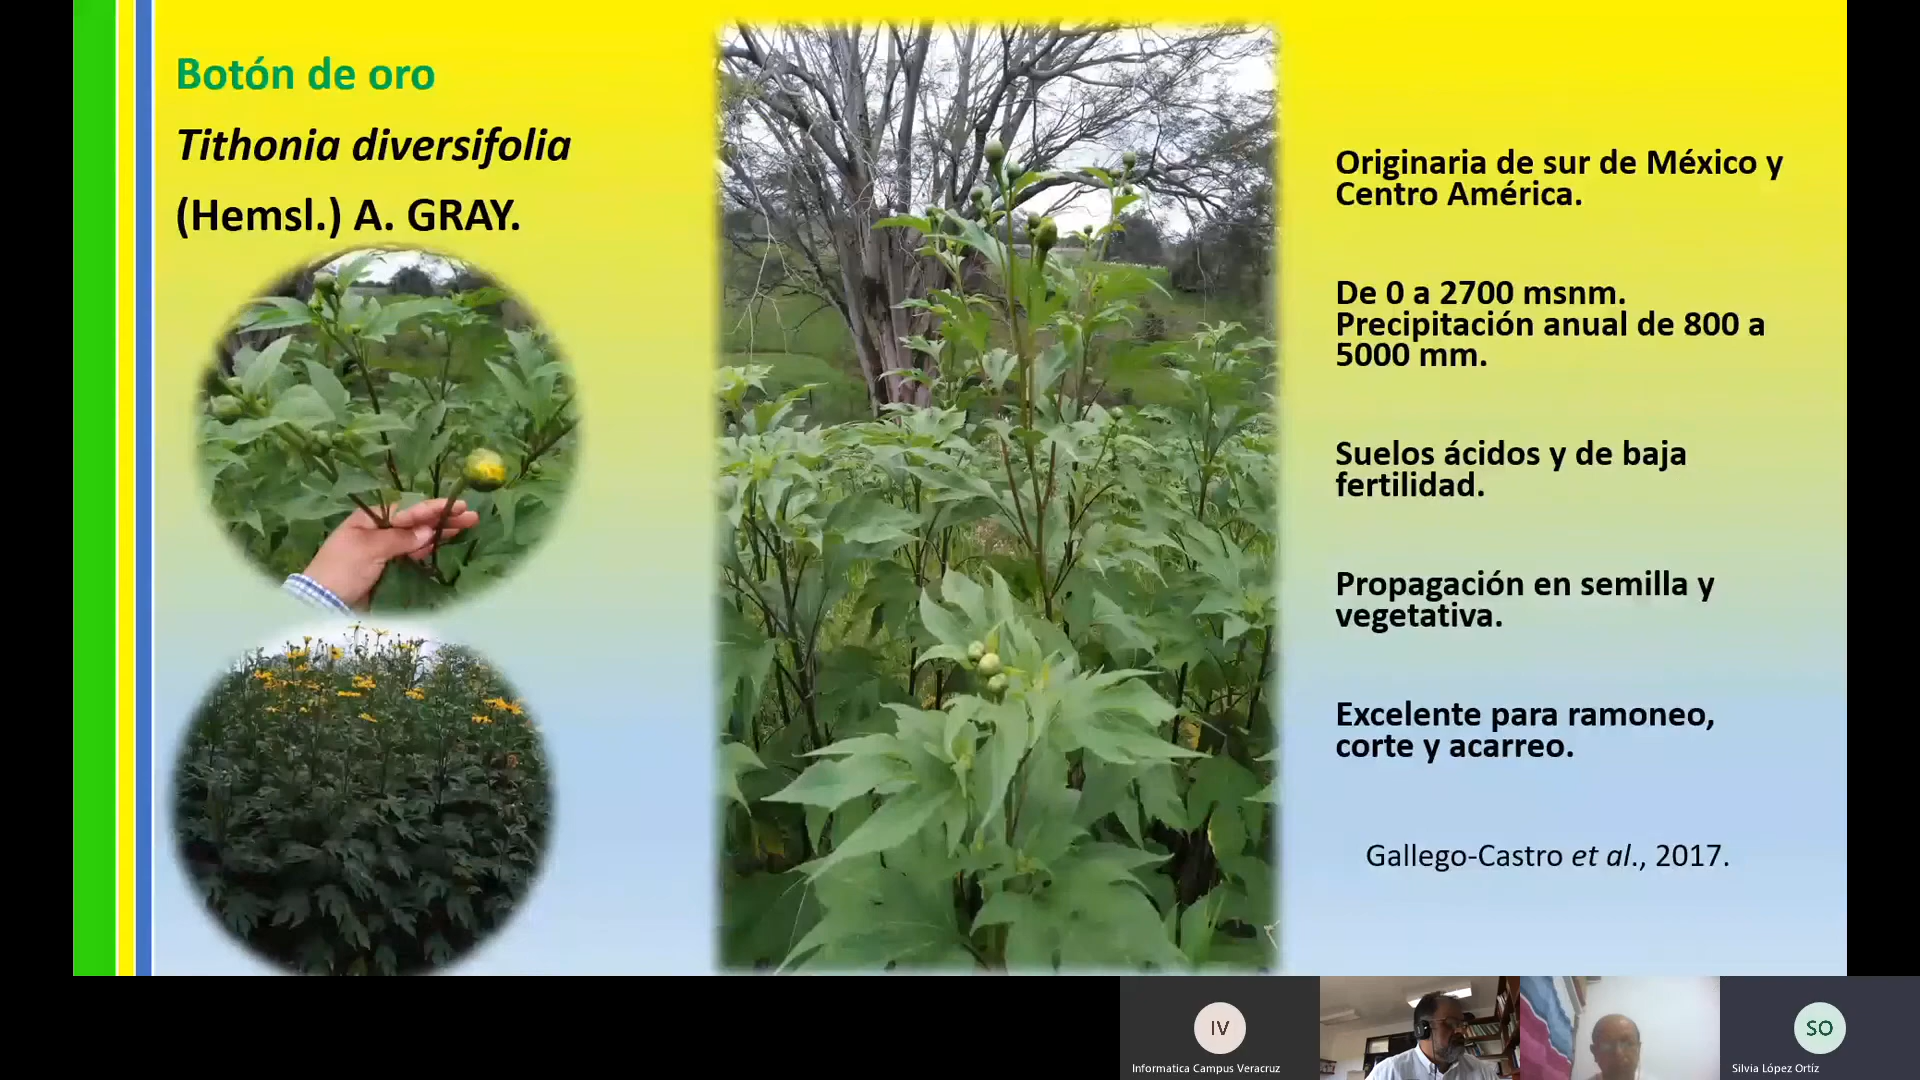 Botón de oro
Tithonia diversifolia
(Hemsl.) A. GRAY.
Originaria de sur de México y
Centro América.
De 0 a 2700 msnm.
Precipitación anual de 800 a
5000 mm.
Suelos ácidos y de baja
fertilidad.
Propagación en semilla y
vegetativa.
Excelente para ramoneo,
corte y acarreo.
Gallego-Castro et al., 2017.
IV
Informatica Campus Veracruz
SO
Silvia López Ortíz